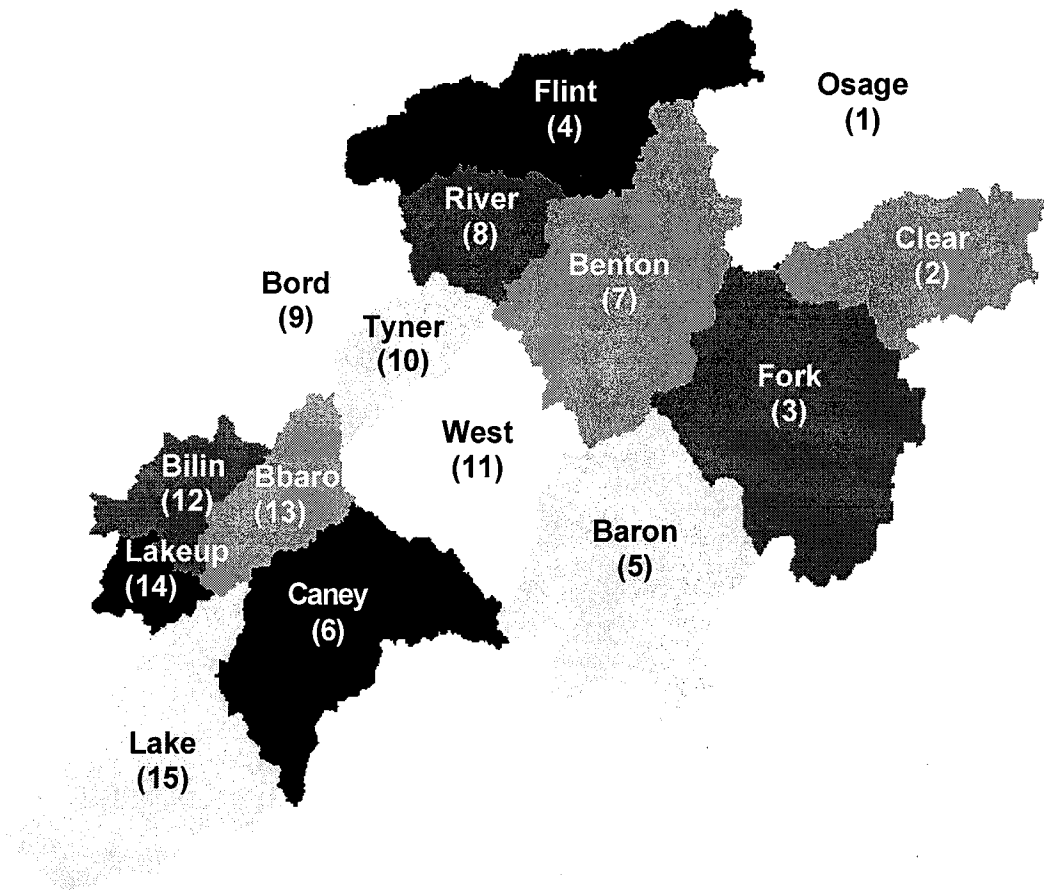 Flint
(4)
Osage
(1)
River
(8)
Clear
(2)
Benton
(7)
Bord
(9)
Tyner
(10)
Fork
(3)
West
(11)
Bilin
(12)
Bbaro
(13)
Baron
(5)
Lakeup
(14)
Caney
(6)
Lake
(15)